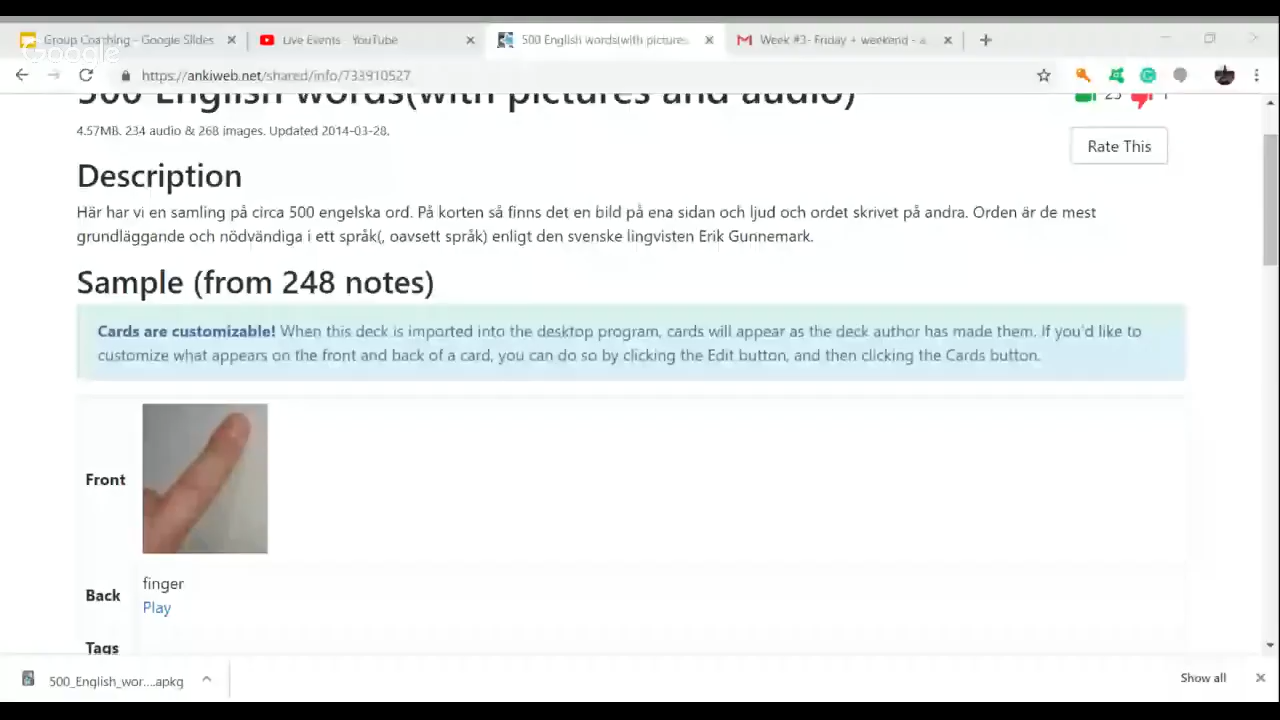 Group Coaching - Google Slides
Live Events - YouTube
500 English words(with pictures
Week #3- Friday + weekend - a
Google
https://ankiweb.net/shared/info/733910527
500 English words(with pictures and audio)
4.57MB. 234 audio & 268 images. Updated 2014-03-28.
Rate This
Description
Här har vi en samling på circa 500 engelska ord. På korten så finns det en bild på ena sidan och ljud och ordet skrivet på andra. Orden är de mest
grundläggande och nödvändiga i ett språk(, oavsett språk) enligt den svenske lingvisten Erik Gunnemark.
Sample (from 248 notes)
Cards are customizable! When this deck is imported into the desktop program, cards will appear as the deck author has made them. If you'd like to
customize what appears on the front and back of a card, you can do so by clicking the Edit button, and then clicking the Cards button.
Front
Back
finger
Play
Tags
500_English_wor....apkg
Show all